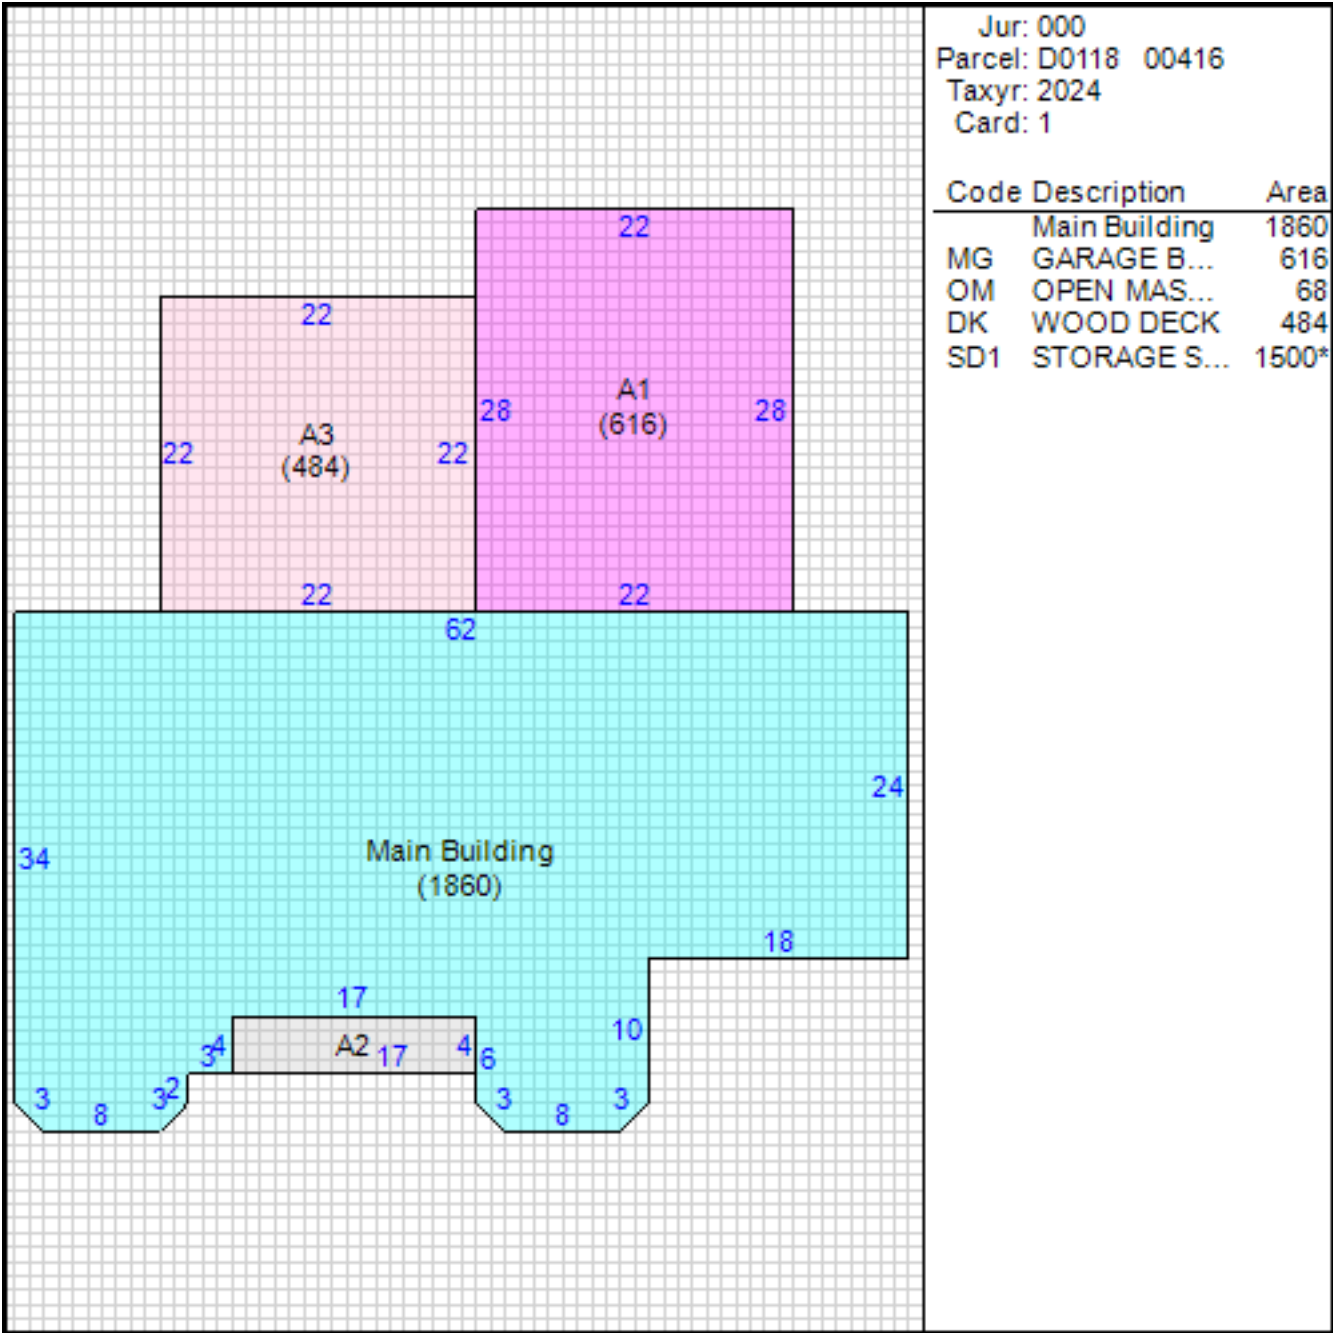 Jur: 000
Parcel: D0118 00416
Taxyr: 2024
Card: 1
Code Description Area
Main Building 1860
MG GARAGE B... 616
OM OPEN MAS... 68
DK WOOD DECK 484
SD1 STORAGE S... 1500*
22
22
A1
(616)
28
28
A3
(484)
22
22
22
22
62
24
34
Main Building
(1860)
18
17
10
A2
17
4
6
3
4
3
8
3
2
3
8
3